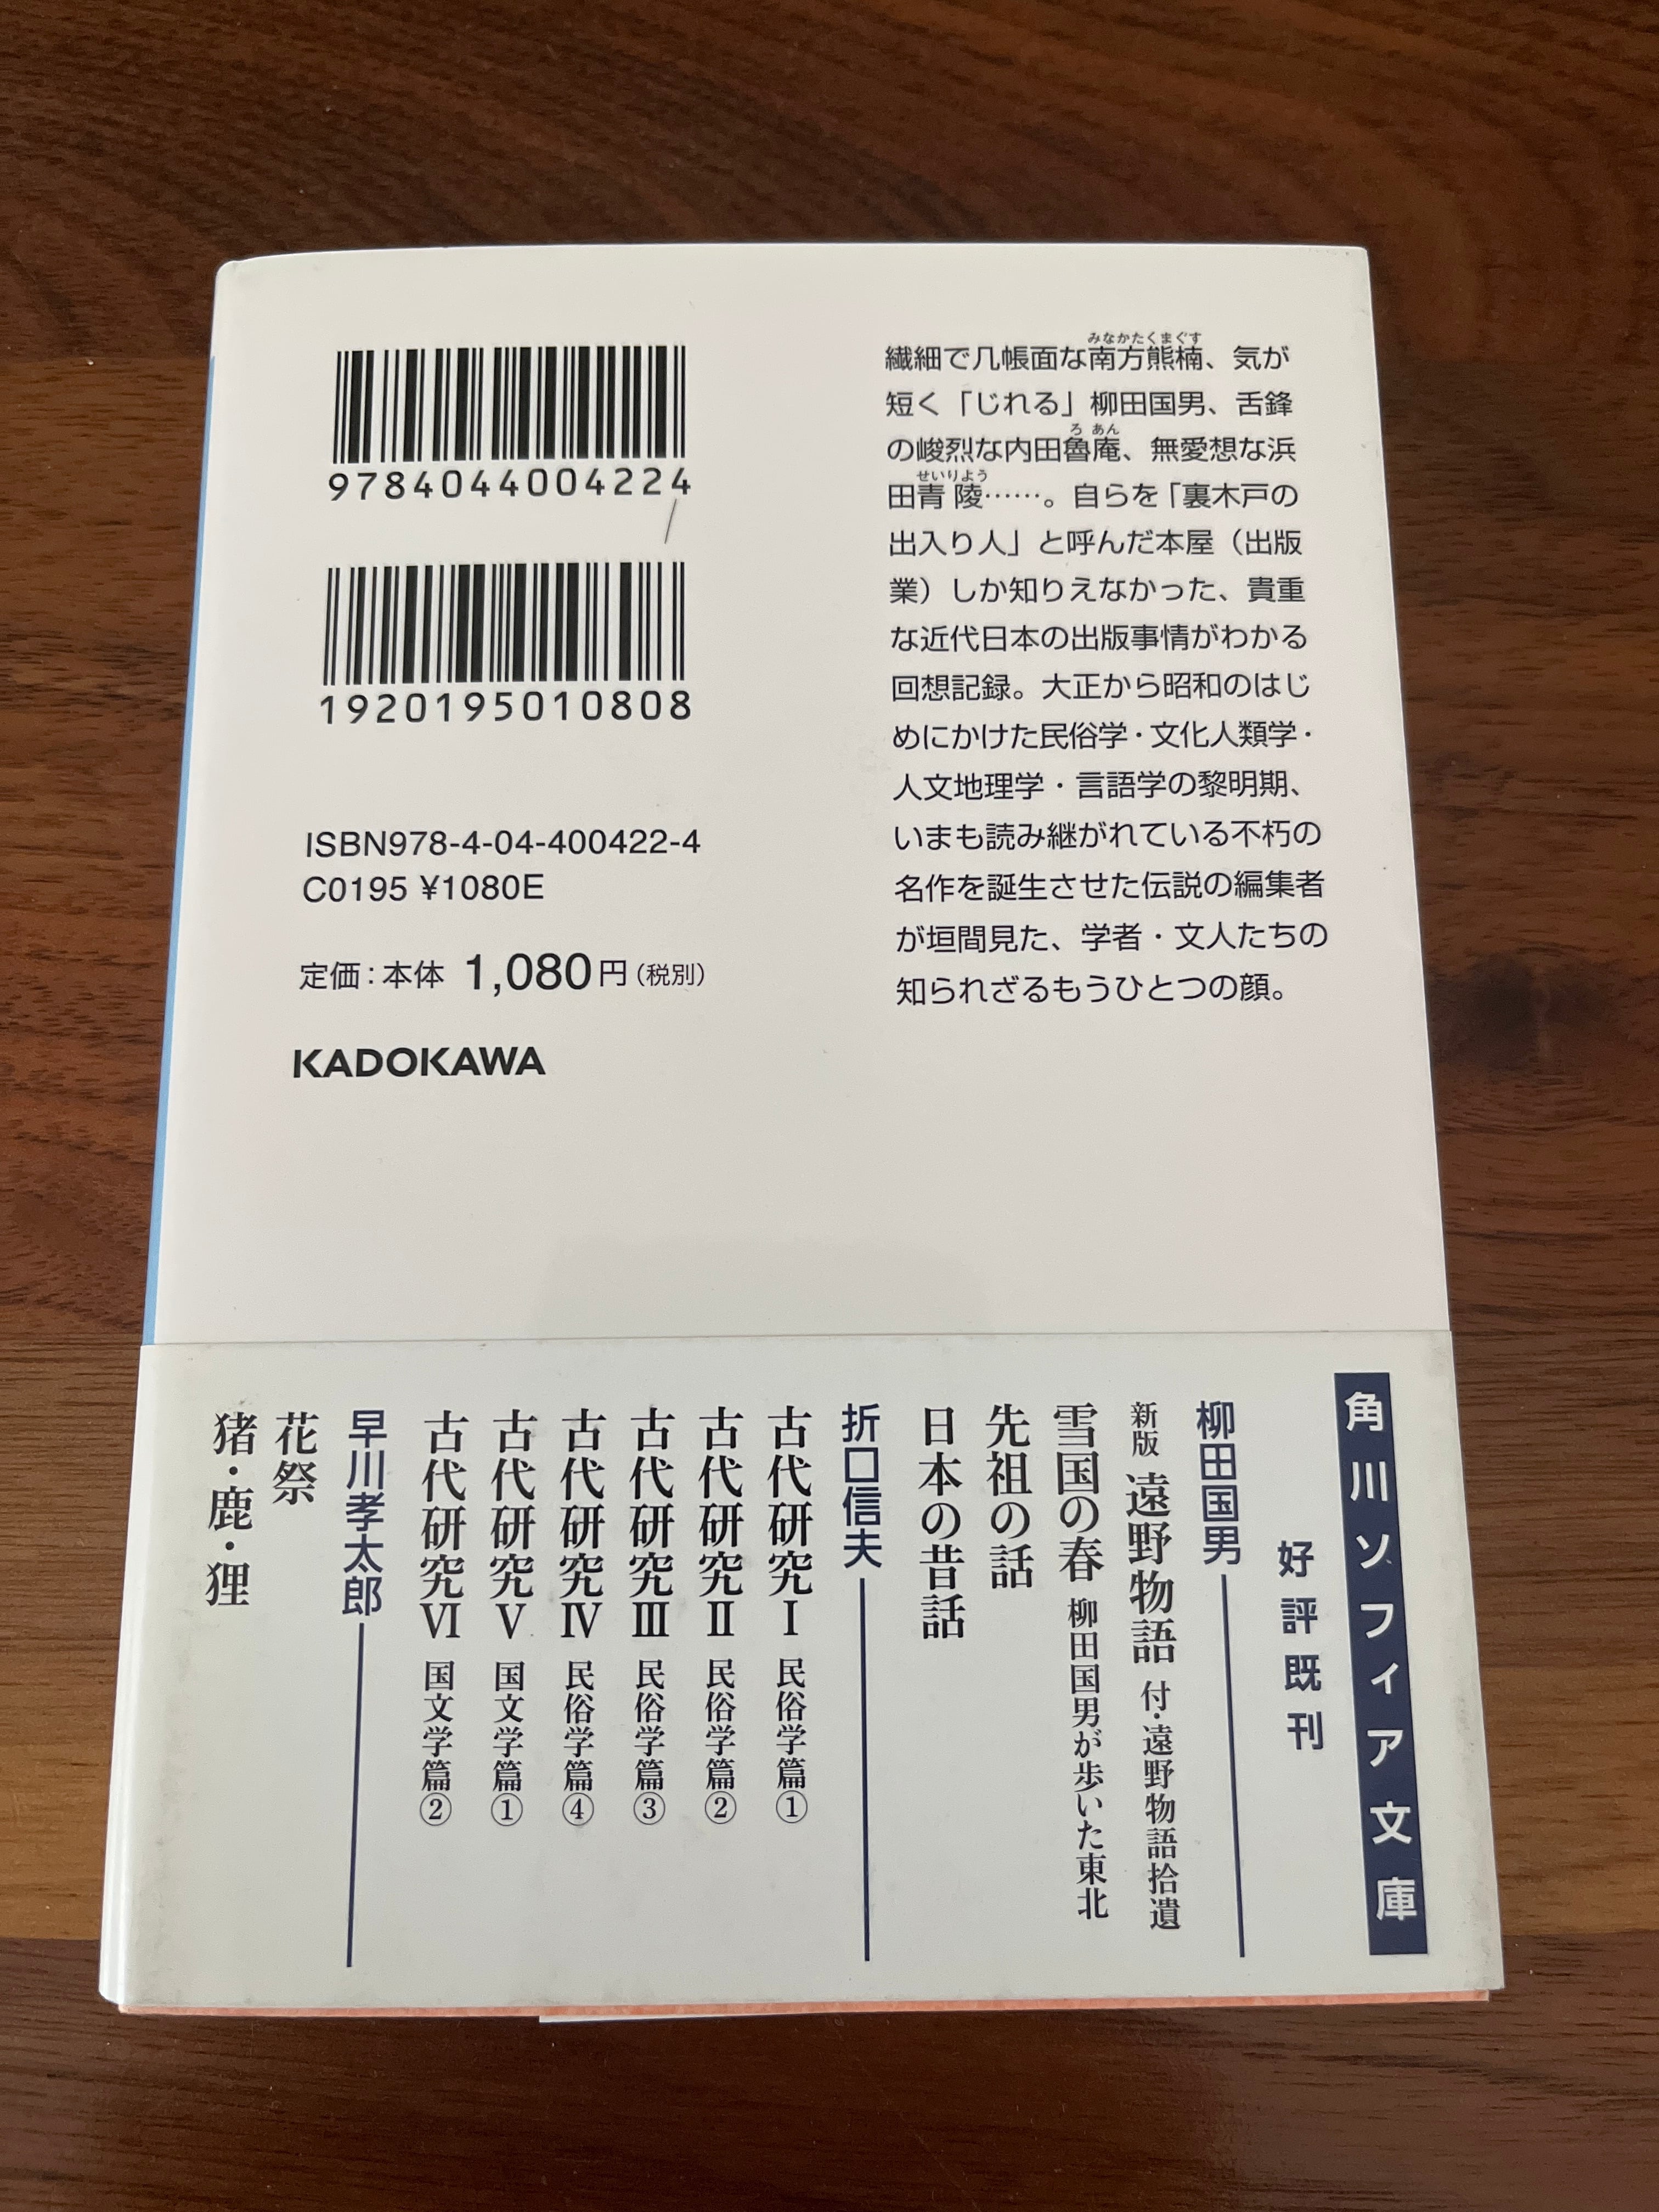 9784044004224
1920195010808
ISBN978-4-04-400422-4
C0195 ¥1080E
定価：本体 1,080円（税別）
KADOKAWA
繊細で几帳面な南方熊楠、気が
みなかたくまぐす
短く「じれる」柳田国男、舌鋒
の峻烈な内田魯庵、無愛想な浜
ろあん
田青陵……。自らを「裏木戸の
せいりよう
出入り人」と呼んだ本屋（出版
業）しか知りえなかった、貴重
な近代日本の出版事情がわかる
回想記録。大正から昭和のはじ
めにかけた民俗学・文化人類学・
人文地理学・言語学の黎明期、
いまも読み継がれている不朽の
名作を誕生させた伝説の編集者
が垣間見た、学者・文人たちの
知られざるもうひとつの顔。
角川ソフィア文庫
好評既刊
柳田国男
新版 遠野物語 付・遠野物語拾遺
雪国の春 柳田国男が歩いた東北
先祖の話
日本の昔話
折口信夫
古代研究Ⅰ 民俗学篇①
古代研究Ⅱ 民俗学篇②
古代研究Ⅲ 民俗学篇③
古代研究Ⅳ 民俗学篇④
古代研究Ⅴ 国文学篇①
古代研究Ⅵ 国文学篇②
早川孝太郎
花祭
猪・鹿・狸